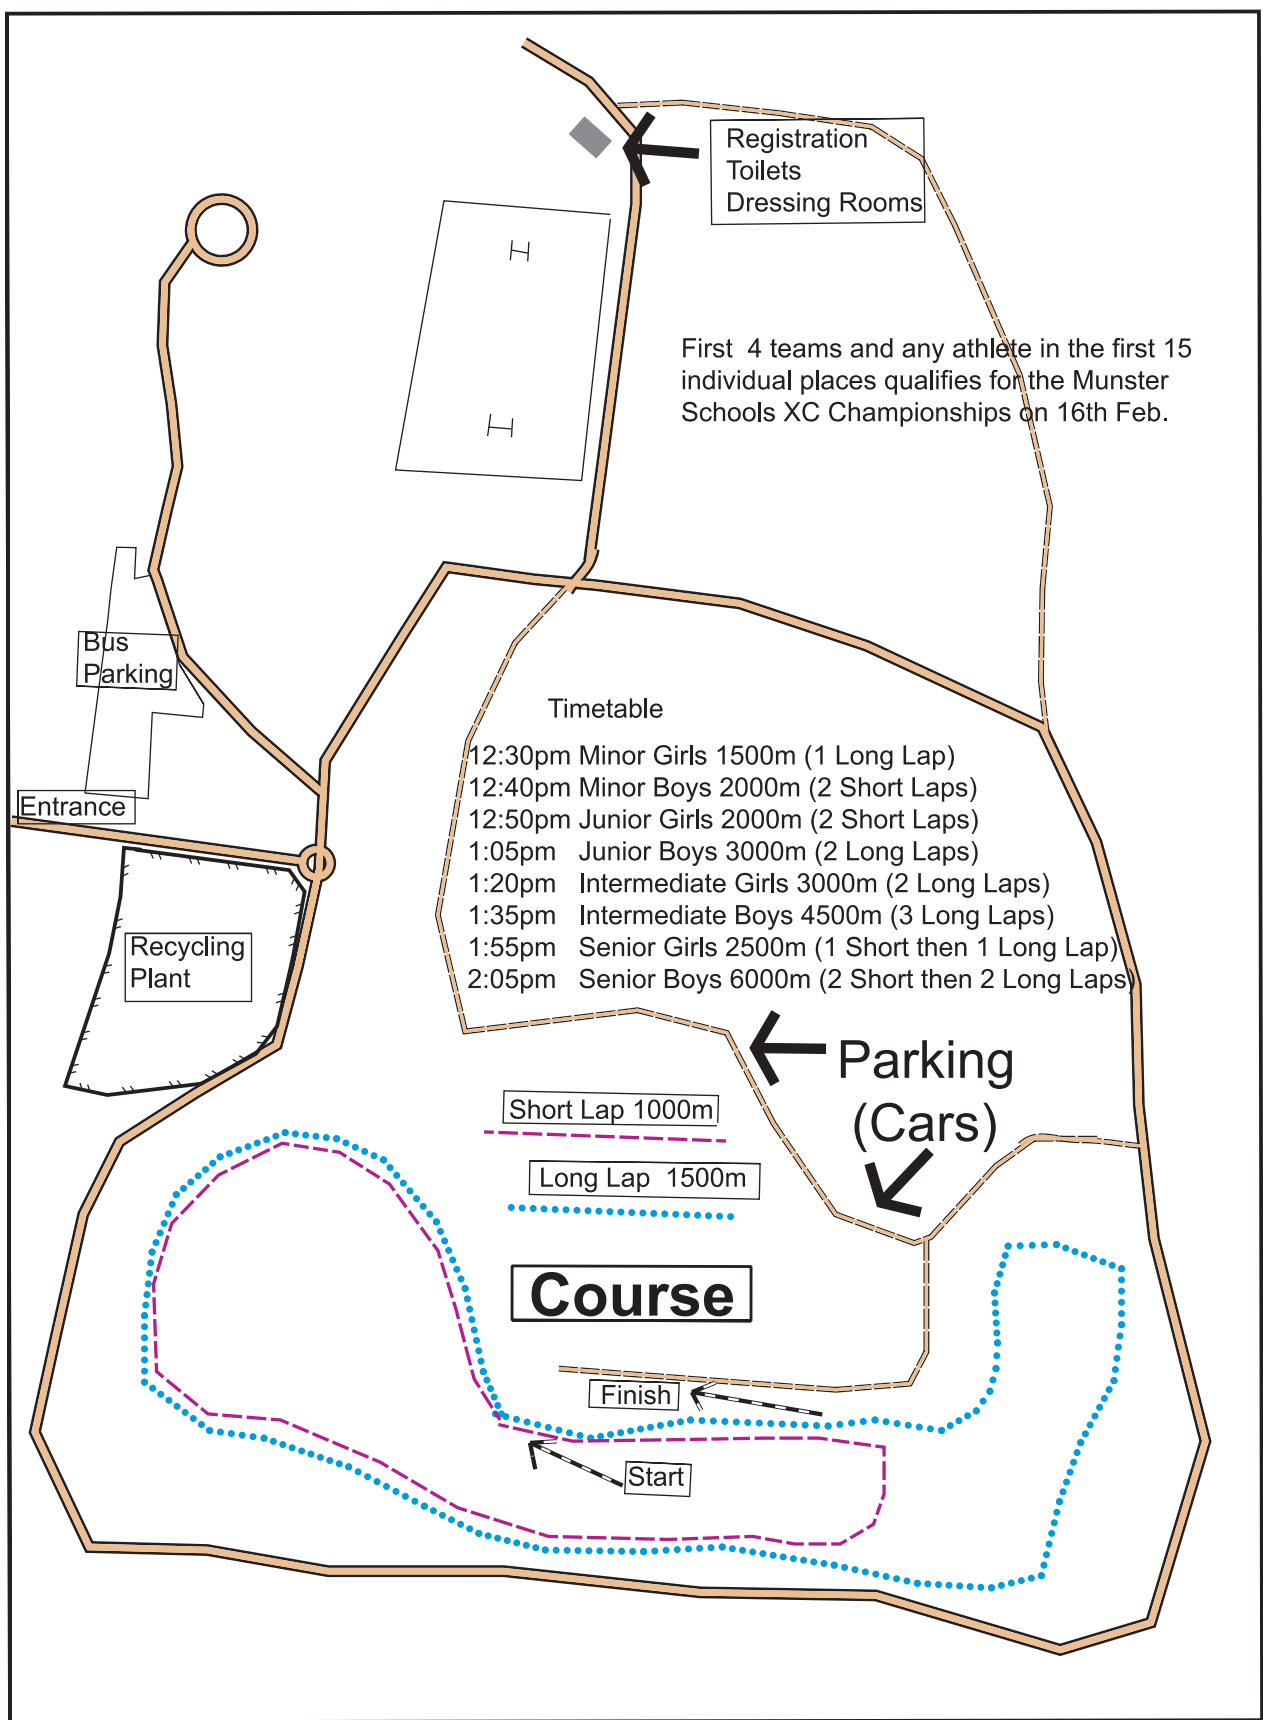 Registration
Toilets
Dressing Rooms
First 4 teams and any athlete in the first 15
individual places qualifies for the Munster
Schools XC Championships on 16th Feb.
Bus
Parking
Entrance
Recycling
Plant
Timetable
12:30pm Minor Girls 1500m (1 Long Lap)
12:40pm Minor Boys 2000m (2 Short Laps)
12:50pm Junior Girls 2000m (2 Short Laps)
1:05pm Junior Boys 3000m (2 Long Laps)
1:20pm Intermediate Girls 3000m (2 Long Laps)
1:35pm Intermediate Boys 4500m (3 Long Laps)
1:55pm Senior Girls 2500m (1 Short then 1 Long Lap)
2:05pm Senior Boys 6000m (2 Short then 2 Long Laps)
Parking
(Cars)
Short Lap 1000m
Long Lap 1500m
Course
Finish
Start